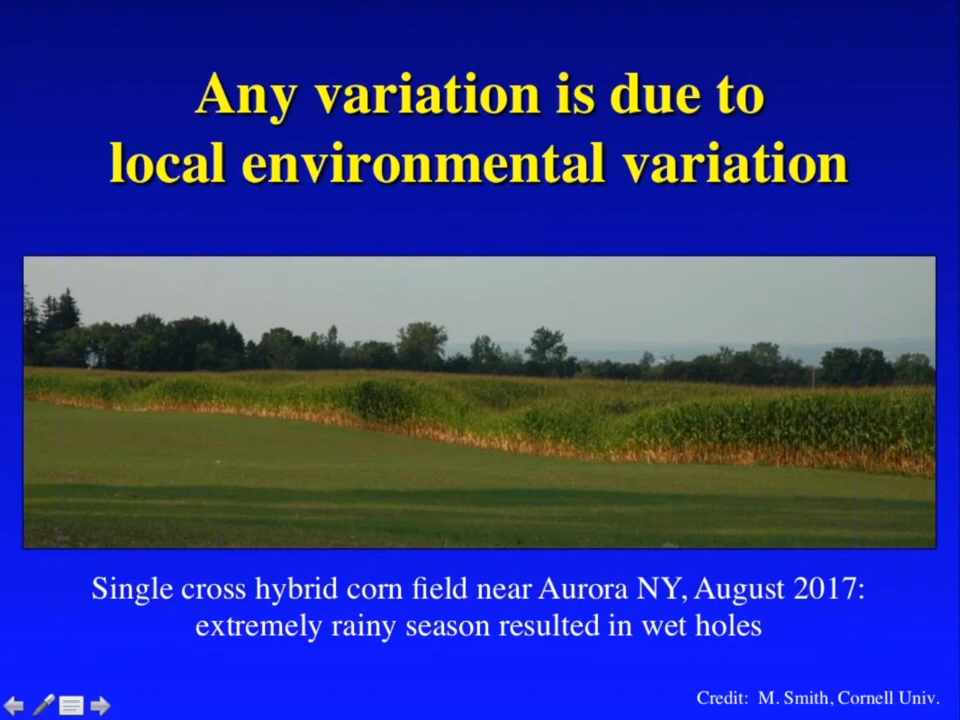 Any variation is due to
local environmental variation
Single cross hybrid corn field near Aurora NY, August 2017:
extremely rainy season resulted in wet holes
Credit: M. Smith, Cornell Univ.